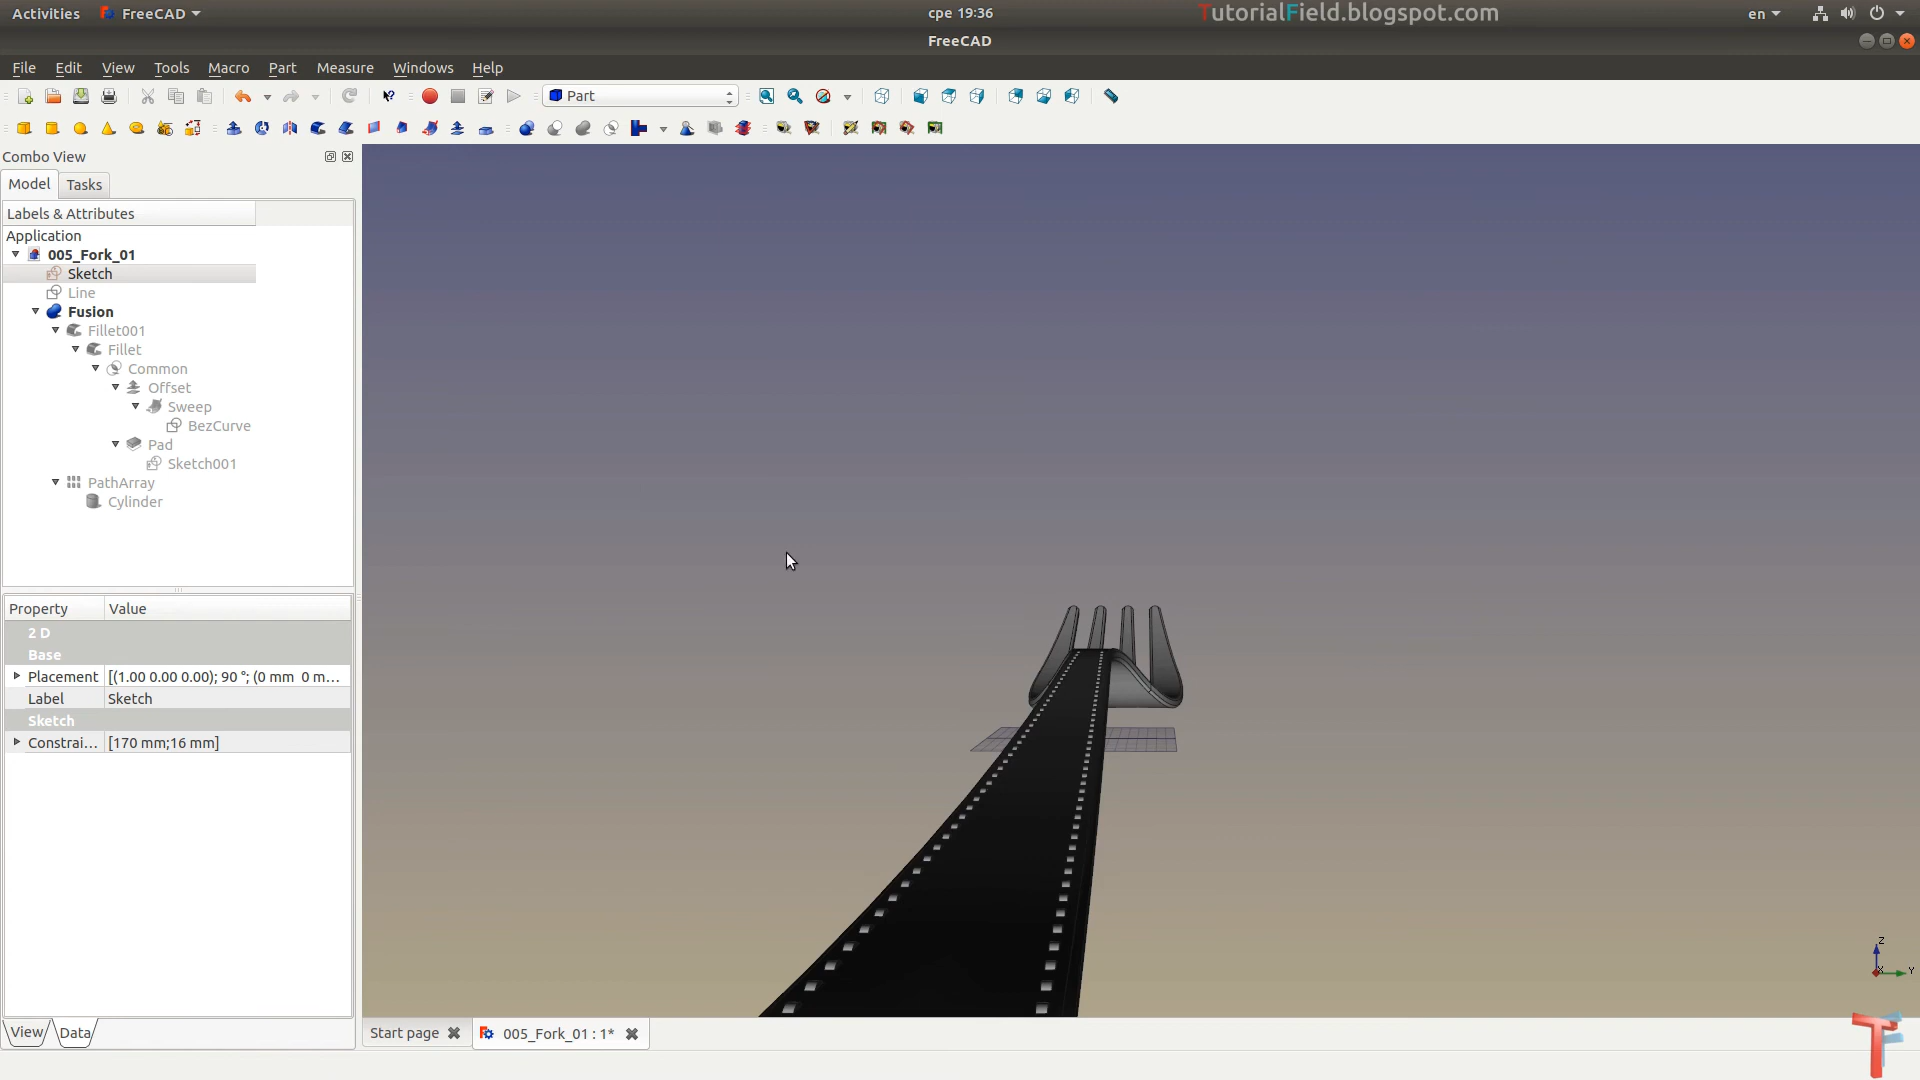 Activities FreeCAD сре 19:36 TutorialField.blogspot.com en
FreeCAD
File Edit View Tools Macro Part Measure Windows Help
Part
Combo View
Model Tasks
Labels & Attributes
Application
005_Fork_01
Sketch
Line
Fusion
Fillet001
Fillet
Common
Offset
Sweep
BezCurve
Pad
Sketch001
PathArray
Cylinder
Property Value
2 D
Base
Placement [(1.00 0.00 0.00); 90 °; (0 mm 0 m...
Label Sketch
Sketch
Constrai... [170 mm;16 mm]
Z
X Y
View Data
Start page 005_Fork_01 : 1*
TF